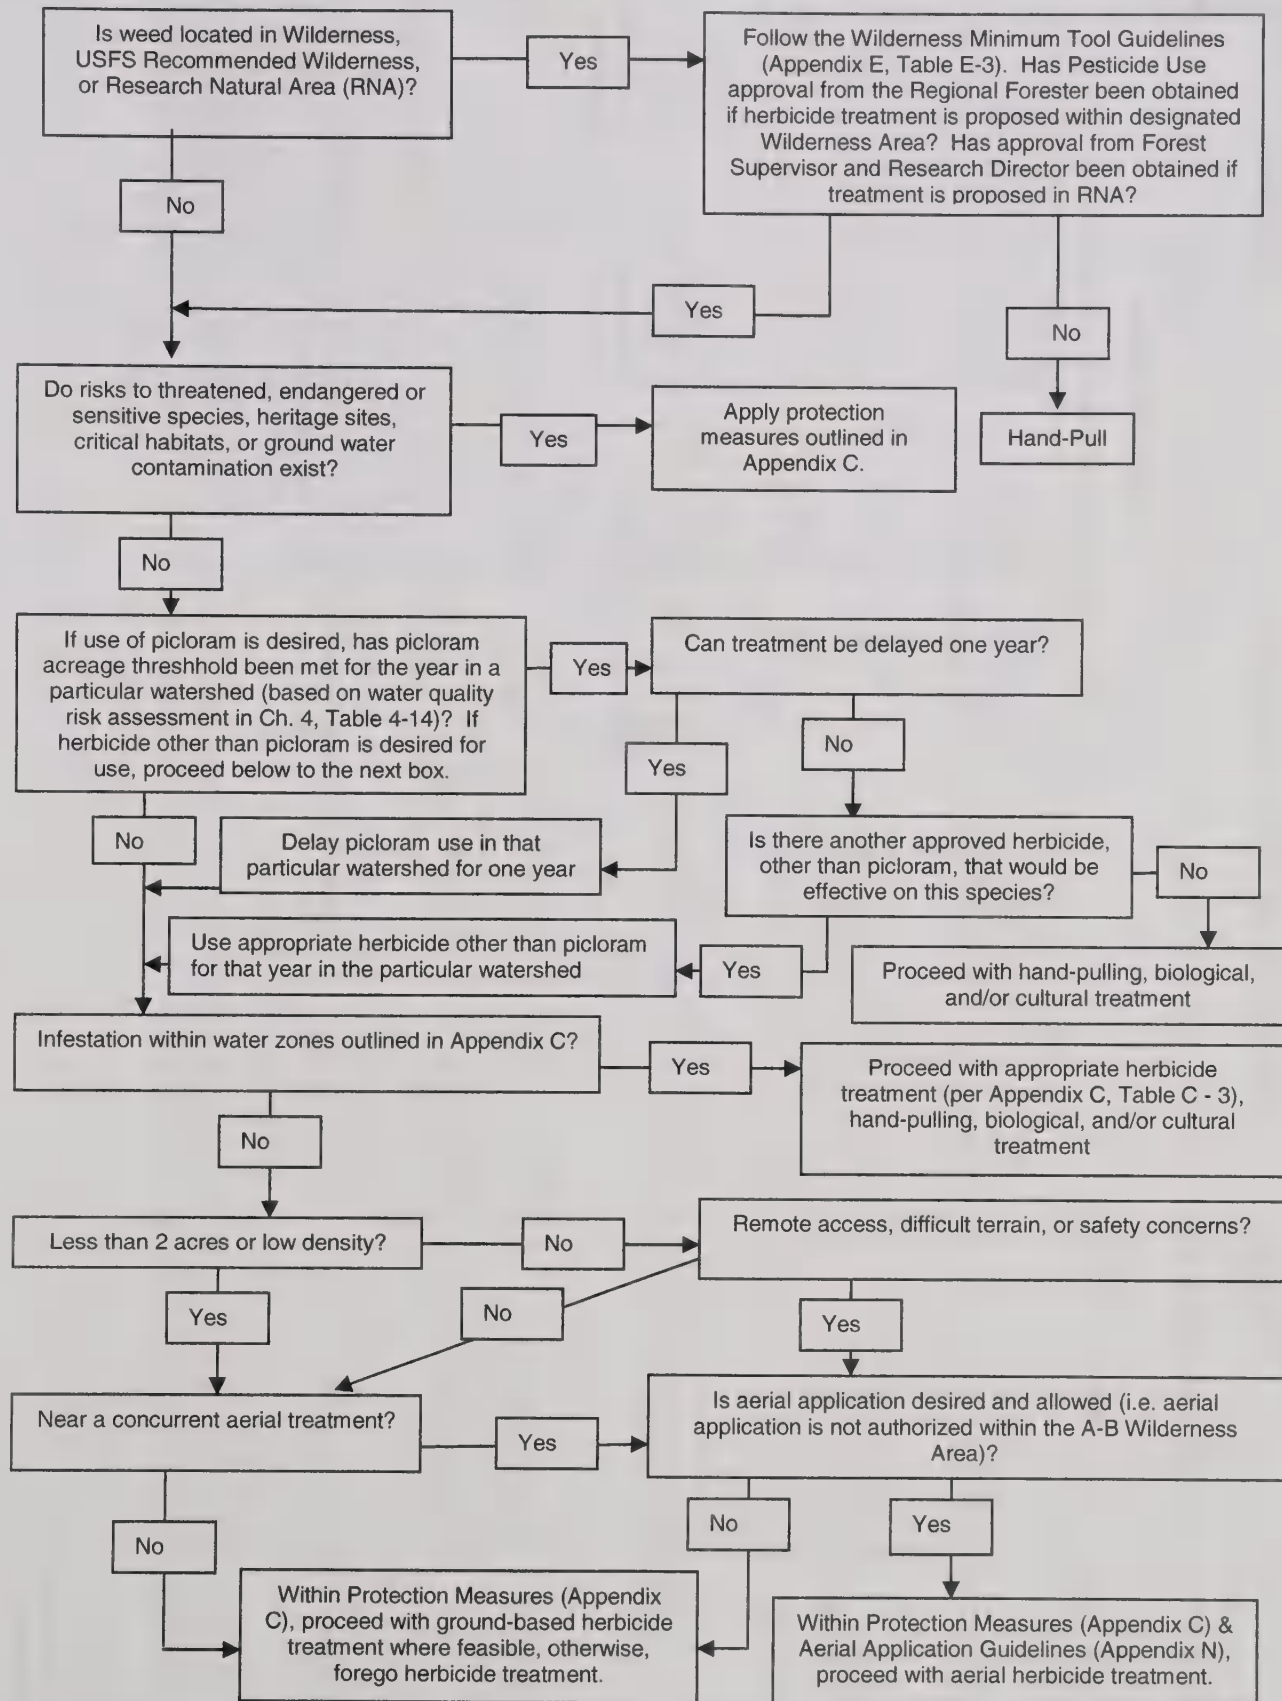 Is weed located in Wilderness,
USFS Recommended Wilderness,
or Research Natural Area (RNA)?
Yes
Follow the Wilderness Minimum Tool Guidelines
(Appendix E, Table E-3). Has Pesticide Use
approval from the Regional Forester been obtained
if herbicide treatment is proposed within designated
Wilderness Area? Has approval from Forest
Supervisor and Research Director been obtained if
treatment is proposed in RNA?
No
Yes
No
Hand-Pull
Do risks to threatened, endangered or
sensitive species, heritage sites,
critical habitats, or ground water
contamination exist?
Yes
Apply protection
measures outlined in
Appendix C.
No
If use of picloram is desired, has picloram
acreage threshhold been met for the year in a
particular watershed (based on water quality
risk assessment in Ch. 4, Table 4-14)? If
herbicide other than picloram is desired for
use, proceed below to the next box.
Yes
Can treatment be delayed one year?
Yes
No
No
Delay picloram use in that
particular watershed for one year
Is there another approved herbicide,
other than picloram, that would be
effective on this species?
No
Use appropriate herbicide other than picloram
for that year in the particular watershed
Yes
Proceed with hand-pulling, biological,
and/or cultural treatment
Infestation within water zones outlined in Appendix C?
Yes
Proceed with appropriate herbicide
treatment (per Appendix C, Table C - 3),
hand-pulling, biological, and/or cultural
treatment
No
Less than 2 acres or low density?
No
Remote access, difficult terrain, or safety concerns?
Yes
No
Yes
Near a concurrent aerial treatment?
Yes
Is aerial application desired and allowed (i.e. aerial
application is not authorized within the A-B Wilderness
Area)?
No
No
Yes
Within Protection Measures (Appendix
C), proceed with ground-based herbicide
treatment where feasible, otherwise,
forego herbicide treatment.
Within Protection Measures (Appendix C) &
Aerial Application Guidelines (Appendix N),
proceed with aerial herbicide treatment.